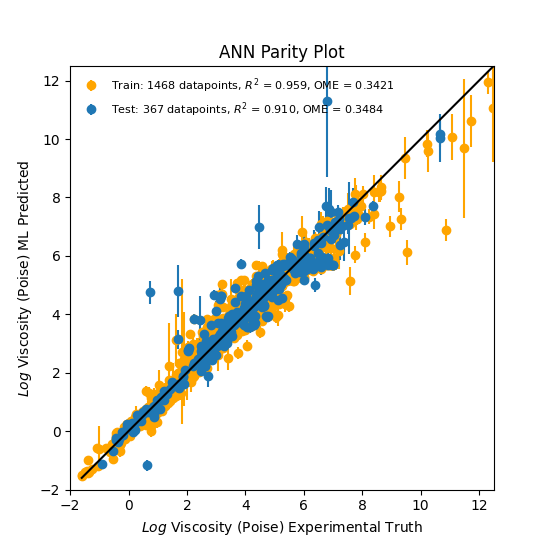 ANN Parity Plot
Train: 1468 datapoints, R² = 0.959, OME = 0.3421
Test: 367 datapoints, R² = 0.910, OME = 0.3484
Log Viscosity (Poise) ML Predicted
12
10
8
6
4
2
0
−2
−2 0 2 4 6 8 10 12
Log Viscosity (Poise) Experimental Truth